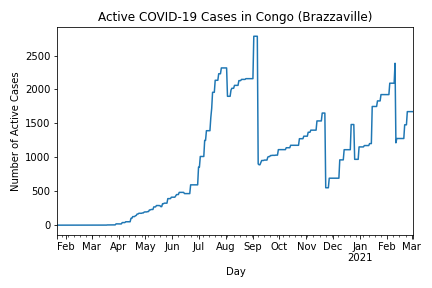 Active COVID-19 Cases in Congo (Brazzaville)
Number of Active Cases
2500
2000
1500
1000
500
0
Feb Mar Apr May Jun Jul Aug Sep Oct Nov Dec Jan Feb Mar
2021
Day